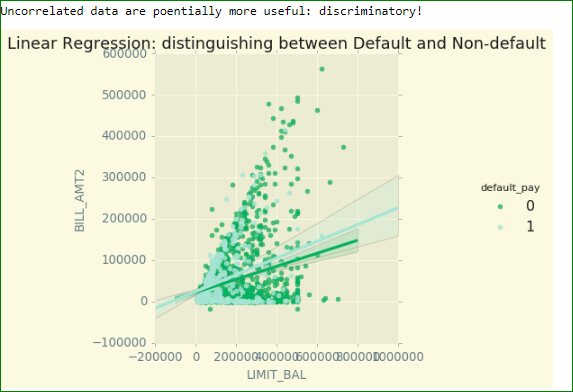 Uncorrelated data are poentially more useful: discriminatory!
Linear Regression: distinguishing between Default and Non-default
600000
500000
400000
300000
200000
100000
0
−100000
BILL_AMT2
−200000 0 200000 400000 600000 800000 1000000
LIMIT_BAL
default_pay
0
1